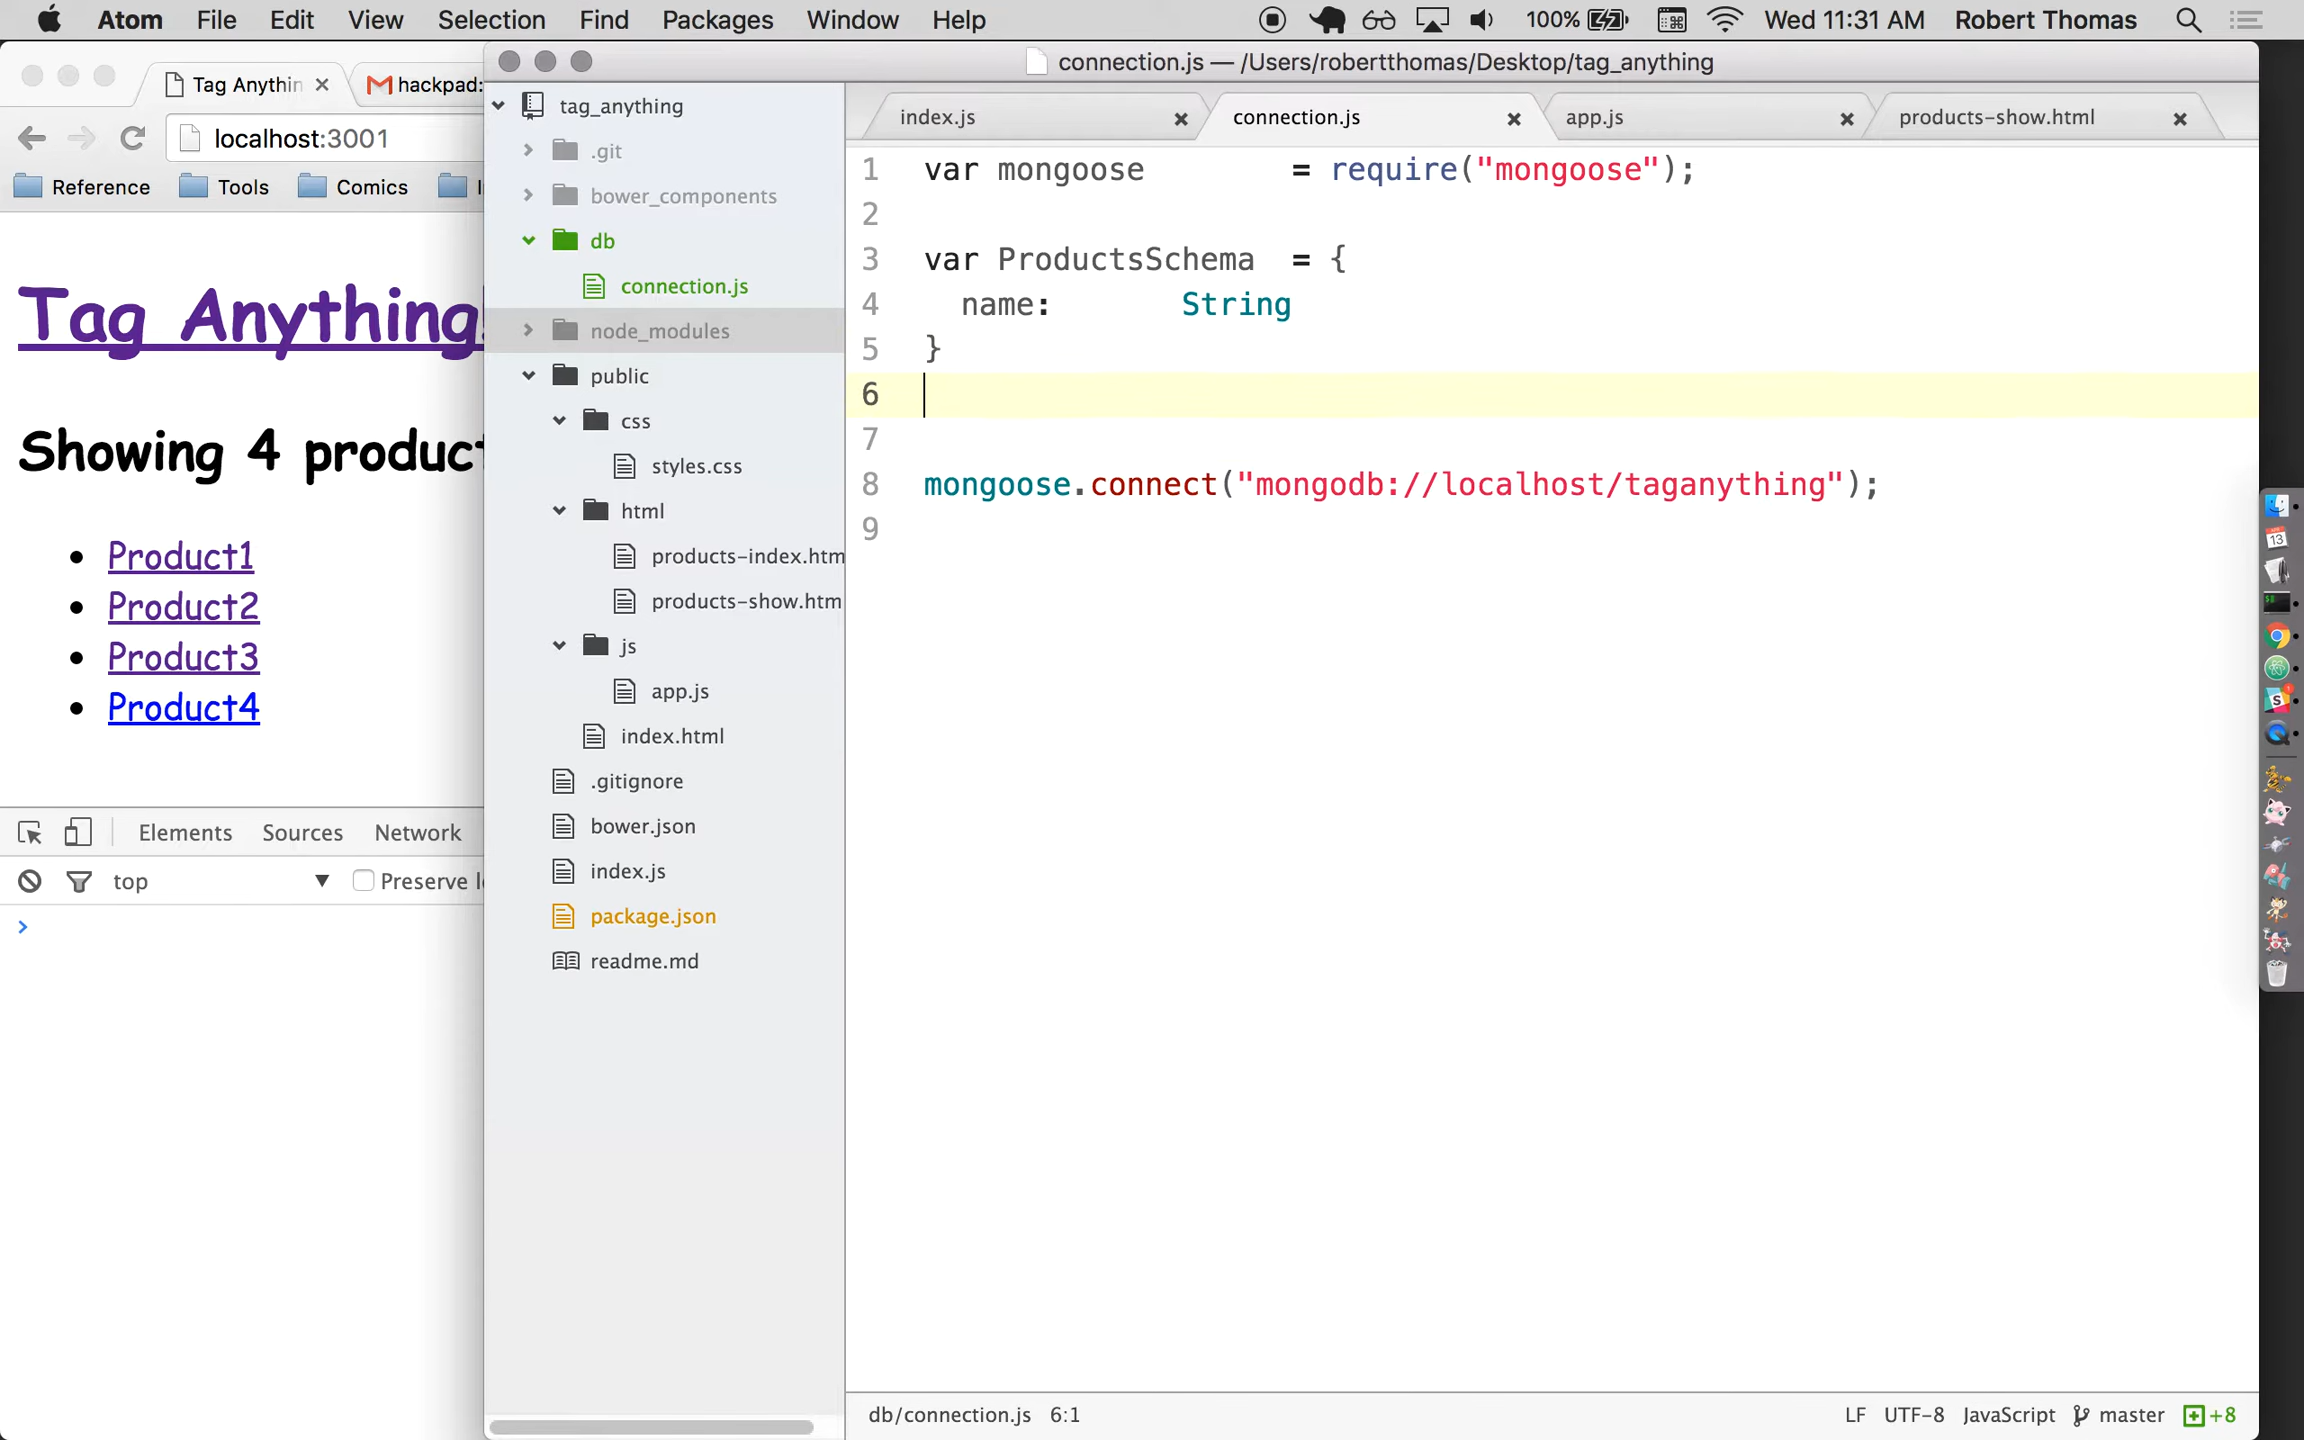 Atom File Edit View Selection Find Packages Window Help 100% Wed 11:31 AM Robert Thomas
Tag Anythin
hackpad:
localhost:3001
Reference Tools Comics
Tag Anything
Showing 4 product
Product1
Product2
Product3
Product4
Elements Sources Network
top Preserve
>
connection.js — /Users/robertthomas/Desktop/tag_anything
tag_anything
.git
bower_components
db
connection.js
node_modules
public
css
styles.css
html
products-index.htm
products-show.htm
js
app.js
index.html
.gitignore
bower.json
index.js
package.json
readme.md
index.js connection.js app.js products-show.html
1 var mongoose = require("mongoose");
2
3 var ProductsSchema = {
4 name: String
5 }
6
7
8 mongoose.connect("mongodb://localhost/taganything");
9
db/connection.js 6:1
LF UTF-8 JavaScript master +8
13